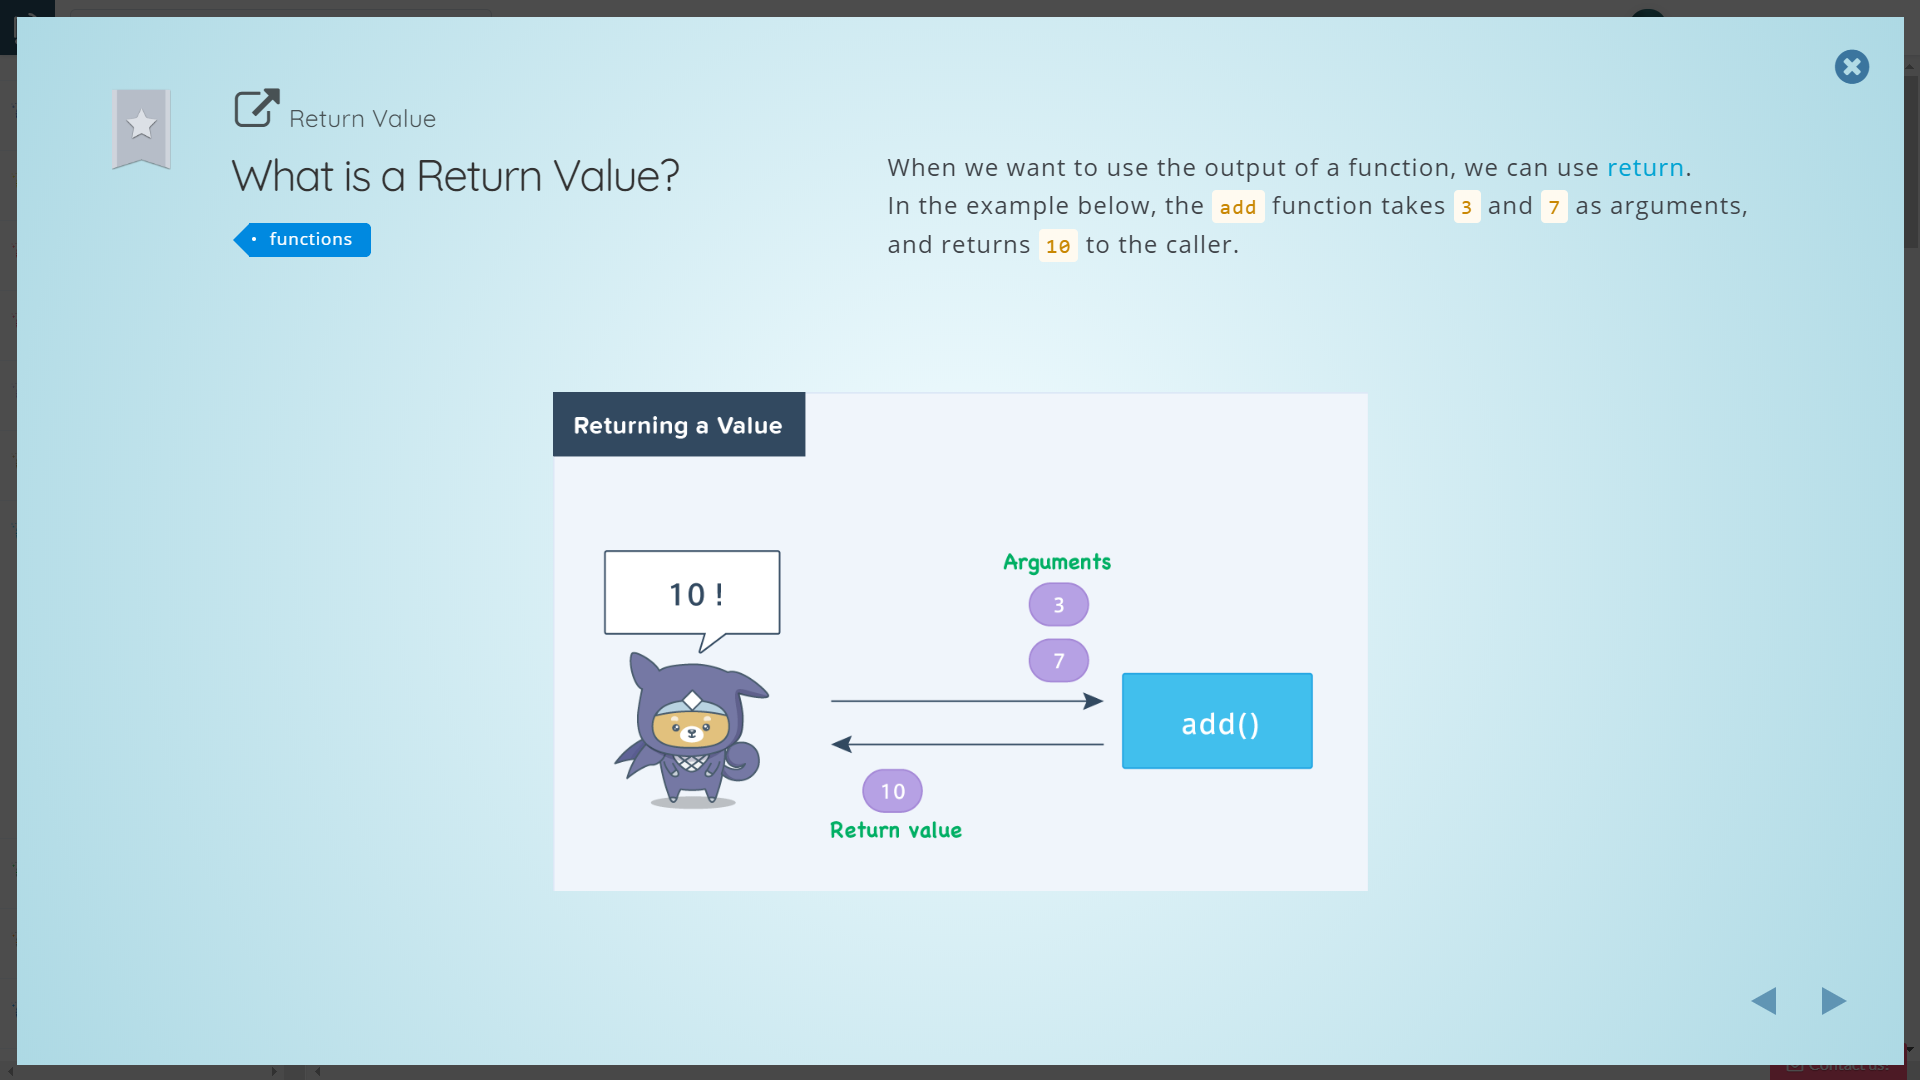 Return Value
What is a Return Value?
• functions
When we want to use the output of a function, we can use return.
In the example below, the add function takes 3 and 7 as arguments,
and returns 10 to the caller.
Returning a Value
10 !
Arguments
3
7
add()
10
Return value
Contact us!